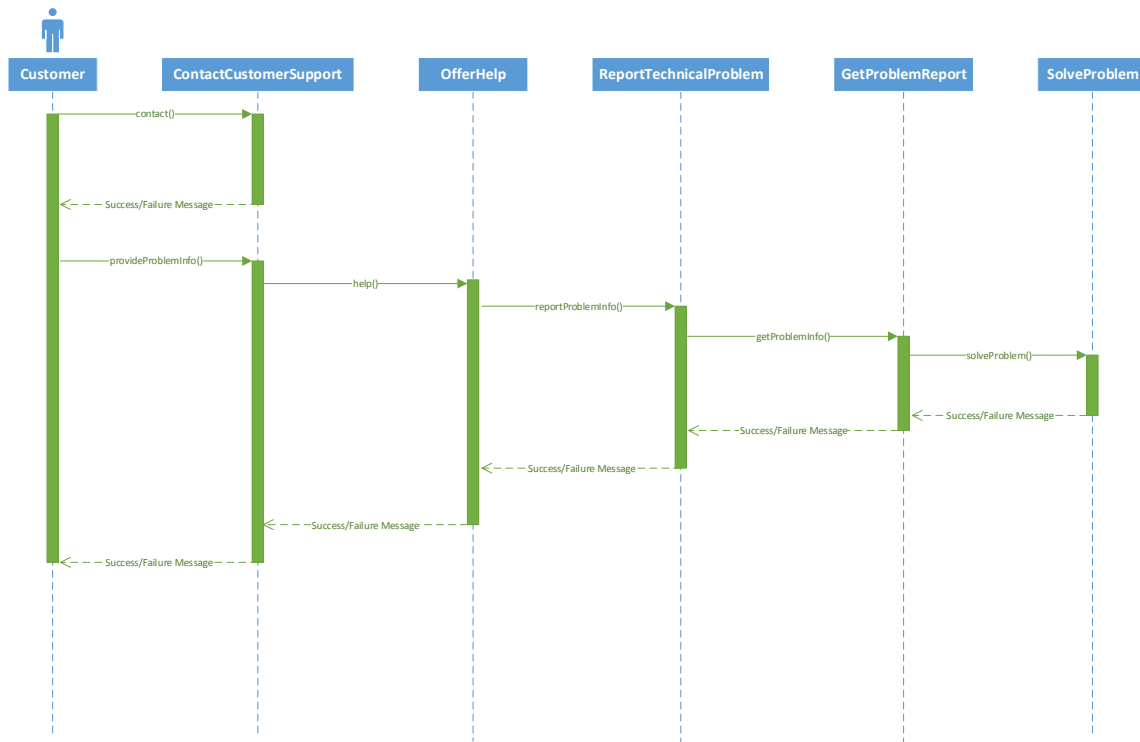 Customer
ContactCustomerSupport
OfferHelp
ReportTechnicalProblem
GetProblemReport
SolveProblem
contact()
Success/Failure Message
provideProblemInfo()
help()
reportProblemInfo()
getProblemInfo()
solveProblem()
Success/Failure Message
Success/Failure Message
Success/Failure Message
Success/Failure Message
Success/Failure Message